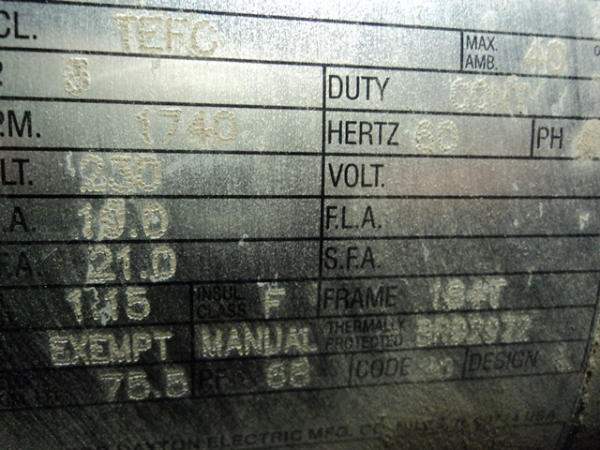 CL. TEFC MAX. AMB. 40
3 DUTY
P.M. 1740 HERTZ 60 PH
LT. 230 VOLT.
.A. 19.0 F.L.A.
F.A. 21.0 S.F.A.
1.15 INSUL. CLASS F FRAME 184T
EXEMPT MANUAL THERMALLY PROTECTED
75.5 P.F. CODE DESIGN
DAYTON ELECTRIC MFG. CO. USA